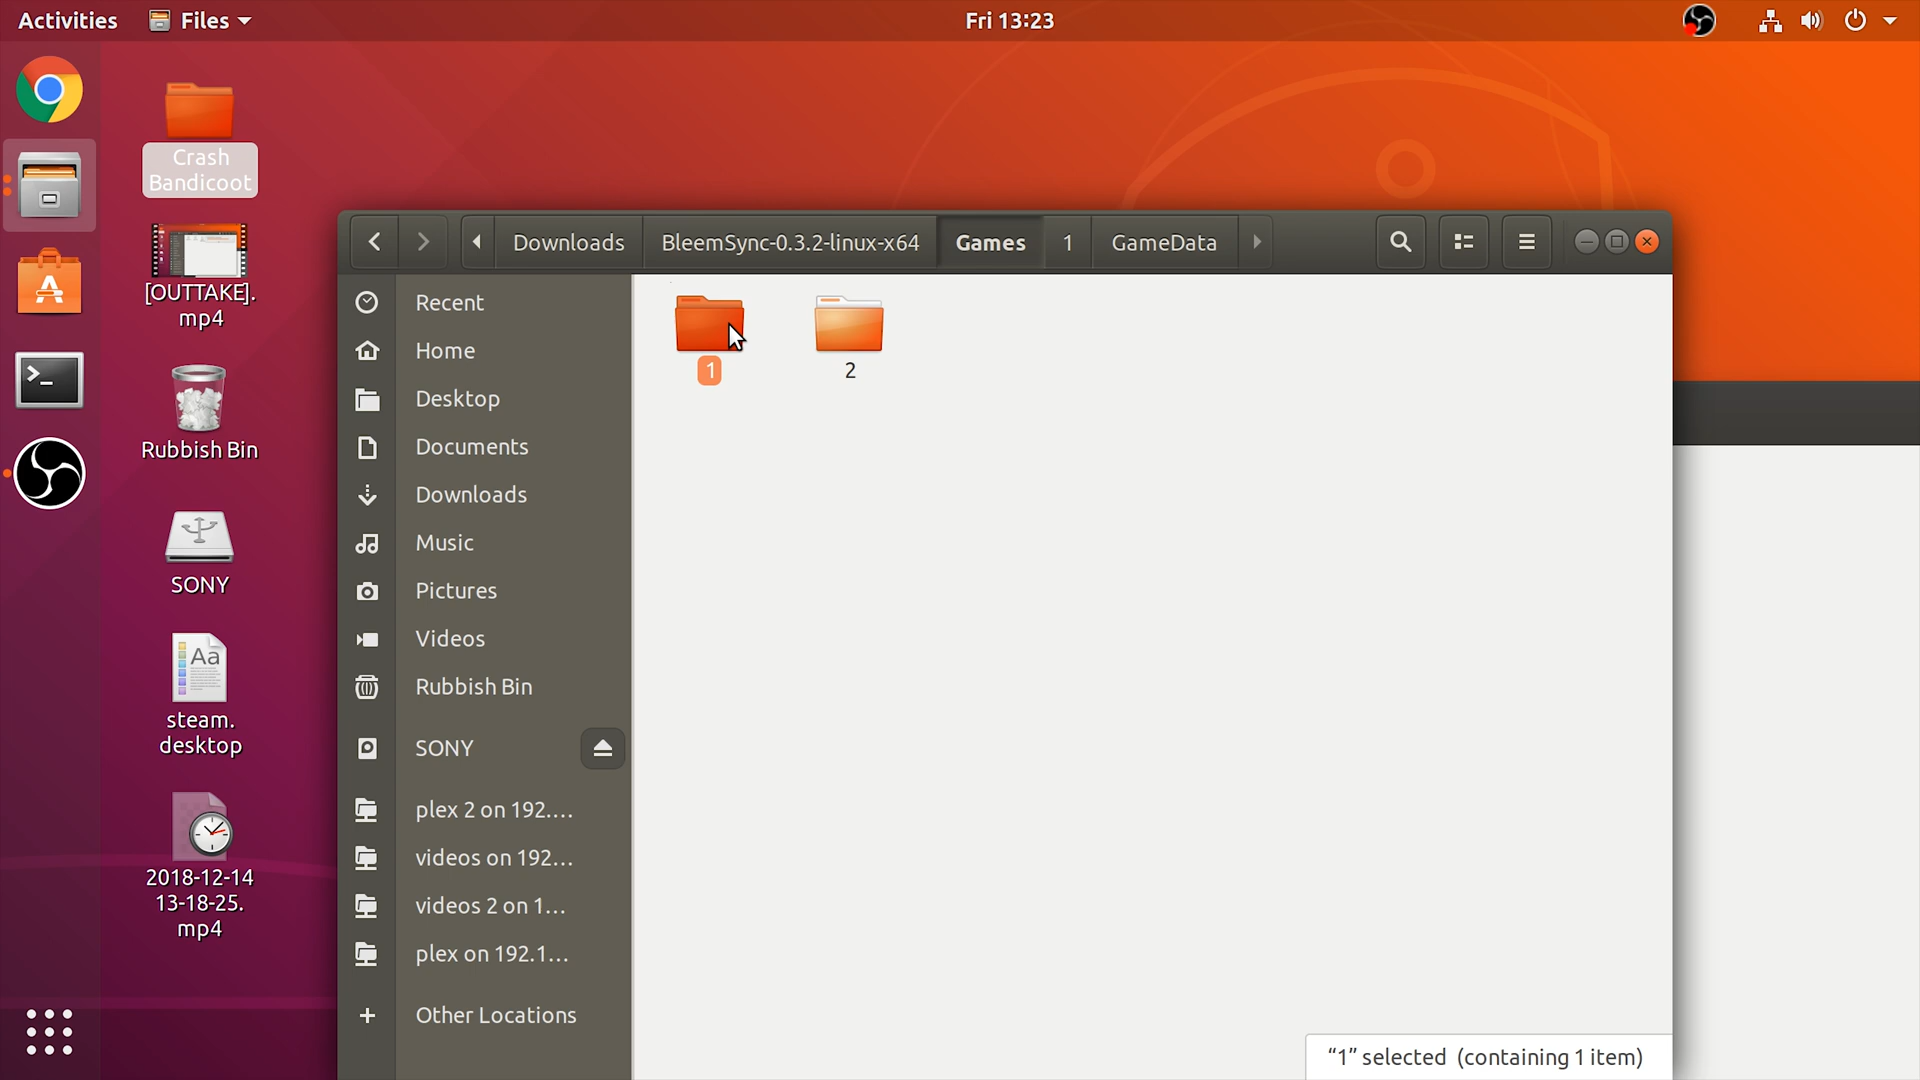 Activities
Files
Fri 13:23
Crash
Bandicoot
[OUTTAKE].
mp4
Rubbish Bin
SONY
Aa
steam.
desktop
2018-12-14
13-18-25.
mp4
Downloads
BleemSync-0.3.2-linux-x64
Games
1
GameData
Recent
Home
Desktop
Documents
Downloads
Music
Pictures
Videos
Rubbish Bin
SONY
plex 2 on 192....
videos on 192...
videos 2 on 1...
plex on 192.1...
Other Locations
1
2
“1” selected (containing 1 item)